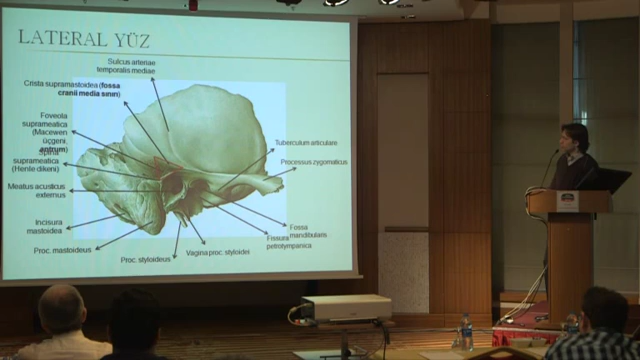 LATERAL YÜZ
Sulcus arteriae
temporalis mediae
Crista supramastoidea (fossa
cranii media sınırı)
Foveota
suprameatica
(Macewen
üçgeni,
antrum)
suprameatica
(Henle dikeni)
Meatus acusticus
externus
Incisura
mastoidea
Proc. mastoideus
Proc. styloideus
Vagina proc. styloidei
Fissura
petrotympanica
Fossa
mandibularis
Processus zygomaticus
Tuberculum articulare